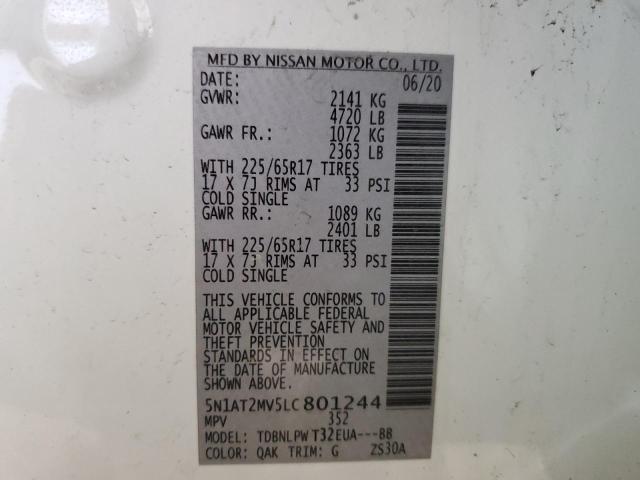 MFD BY NISSAN MOTOR CO., LTD.
DATE: 06/20
GVWR: 2141 KG
4720 LB
GAWR FR.: 1072 KG
2363 LB
WITH 225/65R17 TIRES
17 X 7J RIMS AT 33 PSI
COLD SINGLE
GAWR RR.: 1089 KG
2401 LB
WITH 225/65R17 TIRES
17 X 7J RIMS AT 33 PSI
COLD SINGLE
THIS VEHICLE CONFORMS TO
ALL APPLICABLE FEDERAL
MOTOR VEHICLE SAFETY AND
THEFT PREVENTION
STANDARDS IN EFFECT ON
THE DATE OF MANUFACTURE
SHOWN ABOVE.
5N1AT2MV5LC801244
MPV 352
MODEL: TDBNLPW T32EUA---BB
COLOR: QAK TRIM: G ZS30A